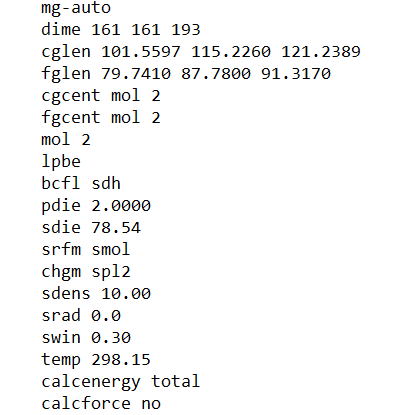 mg-auto
dime 161 161 193
cglen 101.5597 115.2260 121.2389
fglen 79.7410 87.7800 91.3170
cgcent mol 2
fgcent mol 2
mol 2
lpbe
bcfl sdh
pdie 2.0000
sdie 78.54
srfm smol
chgm spl2
sdens 10.00
srad 0.0
swin 0.30
temp 298.15
calcenergy total
calcforce no